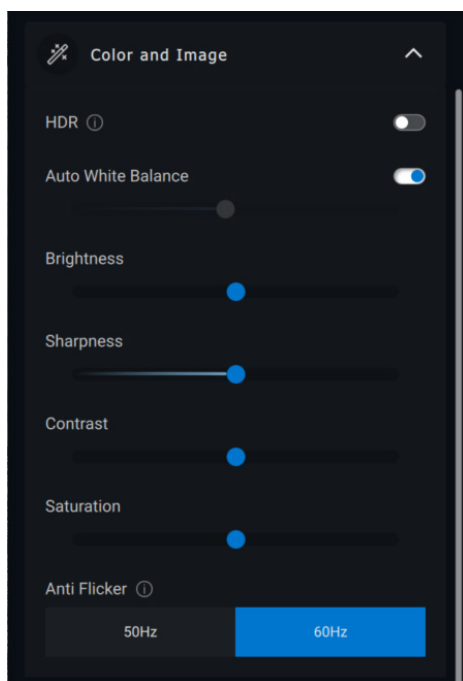 Color and Image
HDR
Auto White Balance
Brightness
Sharpness
Contrast
Saturation
Anti Flicker
50Hz 60Hz